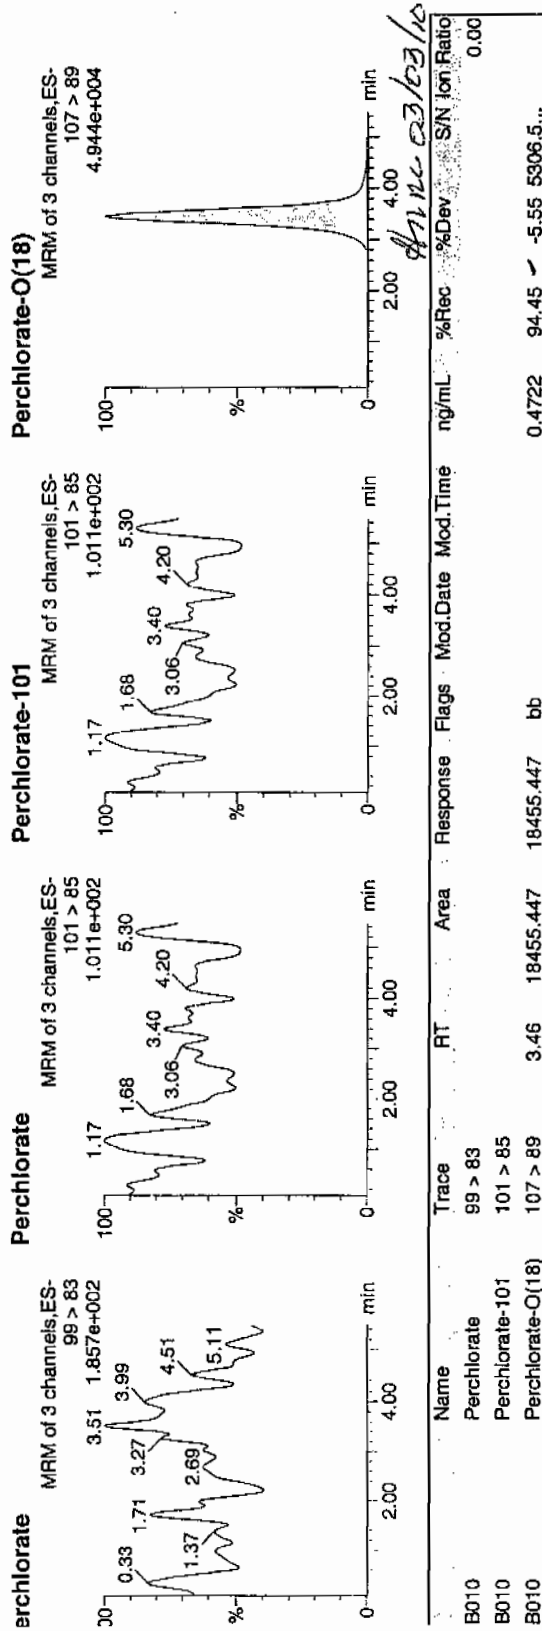 erchlorate
MRM of 3 channels,ES-
99 > 83
1.857e+002
00
%
0.33
1.37
1.71
2.69
3.27
3.51
3.99
4.51
5.11
2.00
4.00
min
Perchlorate
MRM of 3 channels,ES-
101 > 85
1.011e+002
100
%
0
1.17
1.68
3.06
3.40
4.20
5.30
2.00
4.00
min
Perchlorate-101
MRM of 3 channels,ES-
101 > 85
1.011e+002
100
%
0
1.17
1.68
3.06
3.40
4.20
5.30
2.00
4.00
min
Perchlorate-O(18)
MRM of 3 channels,ES-
107 > 89
4.944e+004
100
%
0
2.00
4.00
min
03/03/10
Name Trace RT Area Response Flags Mod.Date Mod.Time ng/mL %Rec %Dev S/N Ion Ratio
B010 Perchlorate 99 > 83 0.00
B010 Perchlorate-101 101 > 85
B010 Perchlorate-O(18) 107 > 89 3.46 18455.447 18455.447 bb 0.4722 94.45 -5.55 5306.5...